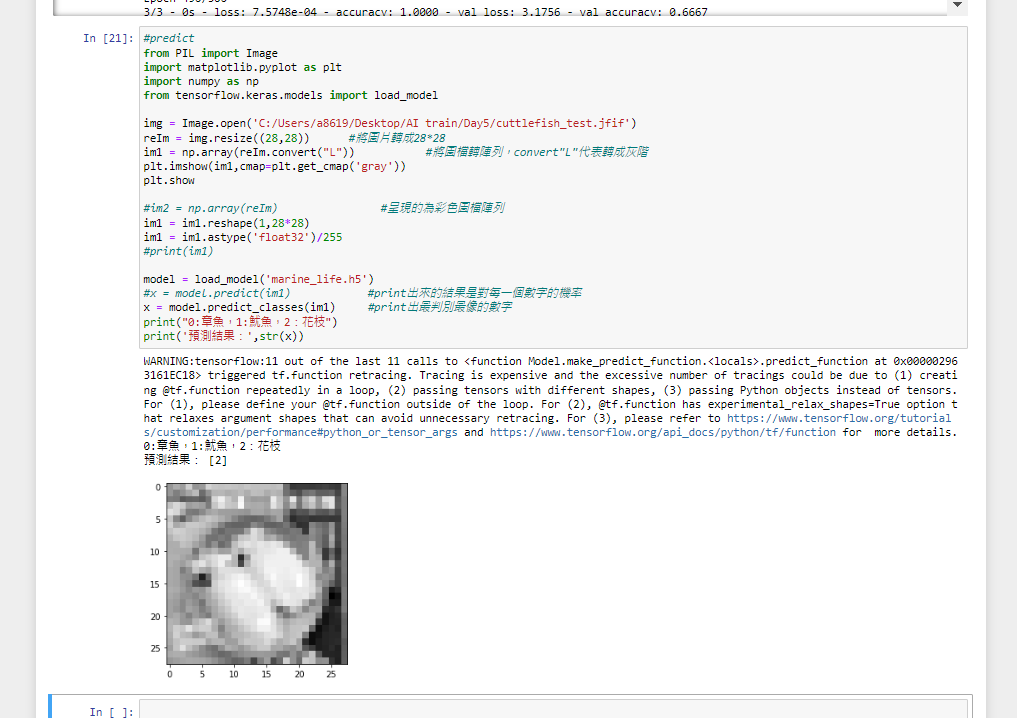 3/3 - 0s - loss: 7.5748e-04 - accuracy: 1.0000 - val_loss: 3.1756 - val_accuracy: 0.6667
In [21]:
#predict
from PIL import Image
import matplotlib.pyplot as plt
import numpy as np
from tensorflow.keras.models import load_model
img = Image.open('C:/Users/a8619/Desktop/AI train/Day5/cuttlefish_test.jfif')
reIm = img.resize((28,28)) #將圖片轉成28*28
im1 = np.array(reIm.convert("L")) #將圖檔轉陣列，convert"L"代表轉成灰階
plt.imshow(im1,cmap=plt.get_cmap('gray'))
plt.show
#im2 = np.array(reIm) #呈現的為彩色圖檔陣列
im1 = im1.reshape(1,28*28)
im1 = im1.astype('float32')/255
#print(im1)
model = load_model('marine_life.h5')
#x = model.predict(im1) #print出來的結果是對每一個數字的機率
x = model.predict_classes(im1) #print出最判別最像的數字
print("0:章魚，1:魷魚，2：花枝")
print('預測結果：',str(x))
WARNING:tensorflow:11 out of the last 11 calls to <function Model.make_predict_function.<locals>.predict_function at 0x00000296
3161EC18> triggered tf.function retracing. Tracing is expensive and the excessive number of tracings could be due to (1) creati
ng @tf.function repeatedly in a loop, (2) passing tensors with different shapes, (3) passing Python objects instead of tensors.
For (1), please define your @tf.function outside of the loop. For (2), @tf.function has experimental_relax_shapes=True option t
hat relaxes argument shapes that can avoid unnecessary retracing. For (3), please refer to https://www.tensorflow.org/tutorial
s/customization/performance#python_or_tensor_args and https://www.tensorflow.org/api_docs/python/tf/function for  more details.
0:章魚，1:魷魚，2：花枝
預測結果： [2]
0
5
10
15
20
25
0 5 10 15 20 25
In [ ]: